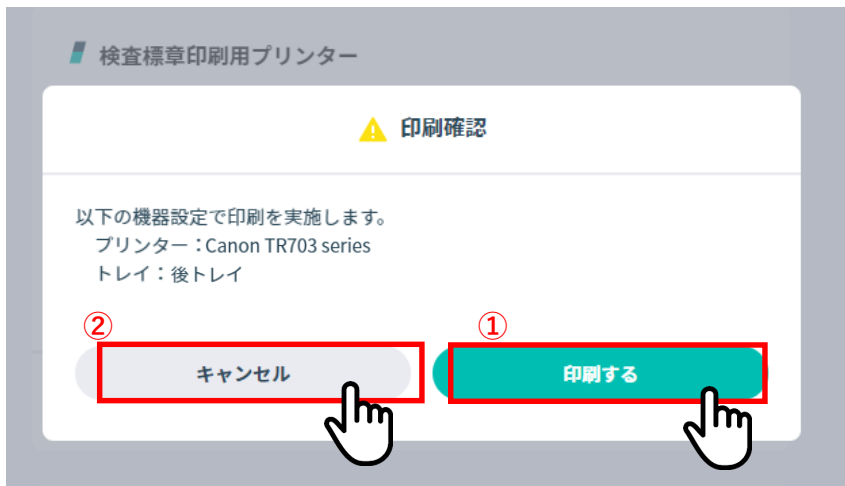 検査標章印刷用プリンター
印刷確認
以下の機器設定で印刷を実施します。
プリンター：Canon TR703 series
トレイ：後トレイ
② ①
キャンセル 印刷する